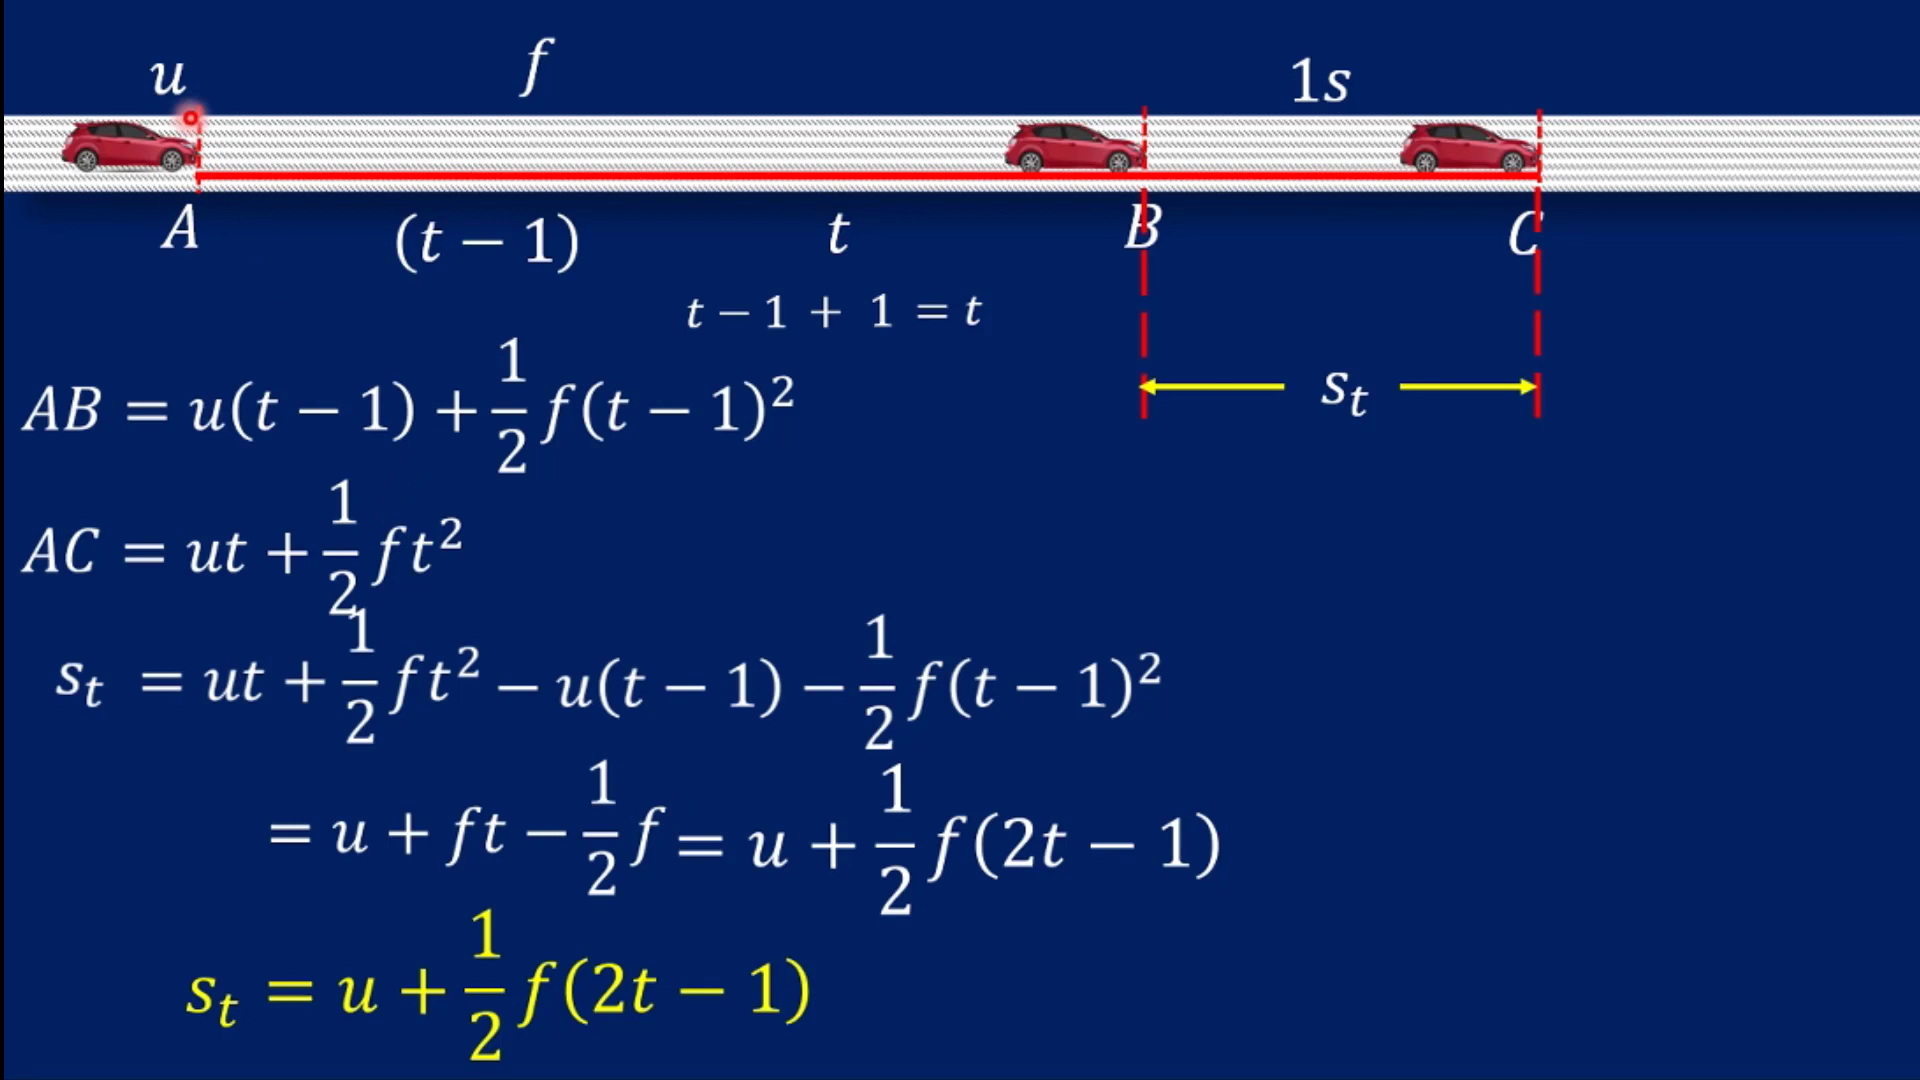 u f 1s
A (t − 1) t B C
t − 1 + 1 = t
AB = u(t − 1) + 1/2 f(t − 1)²
s_t
AC = ut + 1/2 ft²
s_t = ut + 1/2 ft² − u(t − 1) − 1/2 f(t − 1)²
= u + ft − 1/2 f = u + 1/2 f(2t − 1)
s_t = u + 1/2 f(2t − 1)